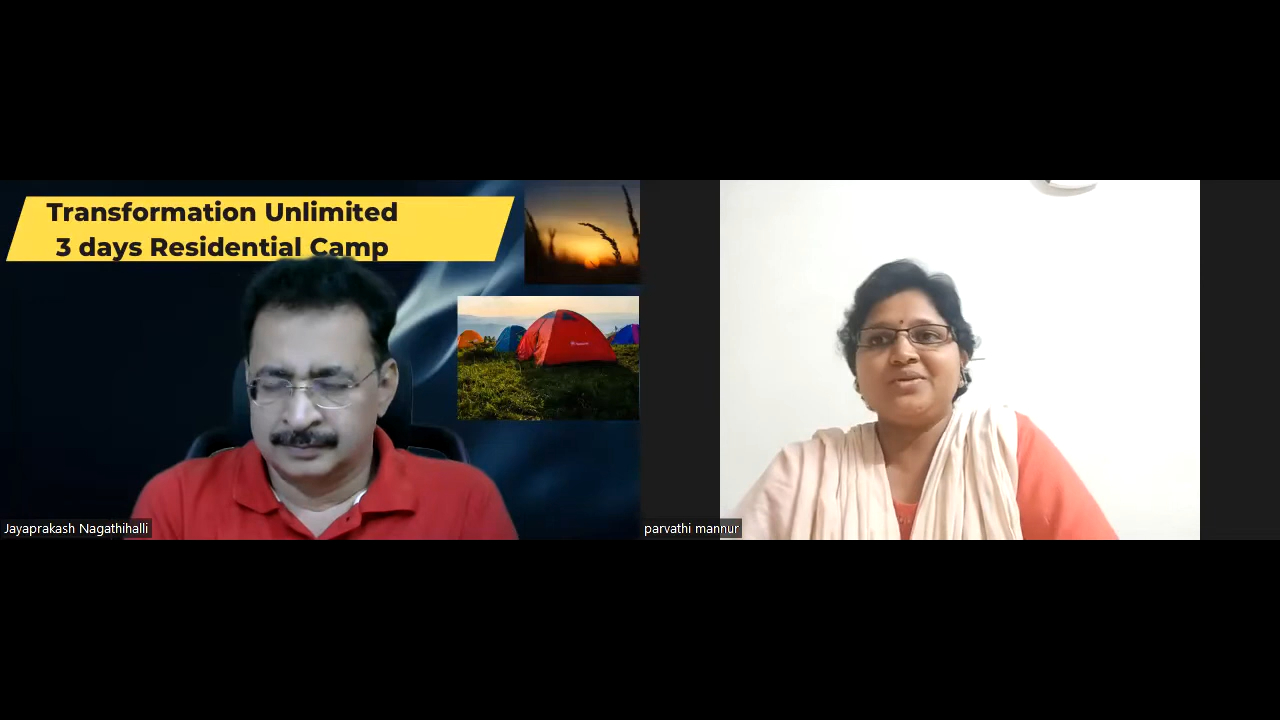 Transformation Unlimited
3 days Residential Camp
Jayaprakash Nagathihalli
parvathi mannur